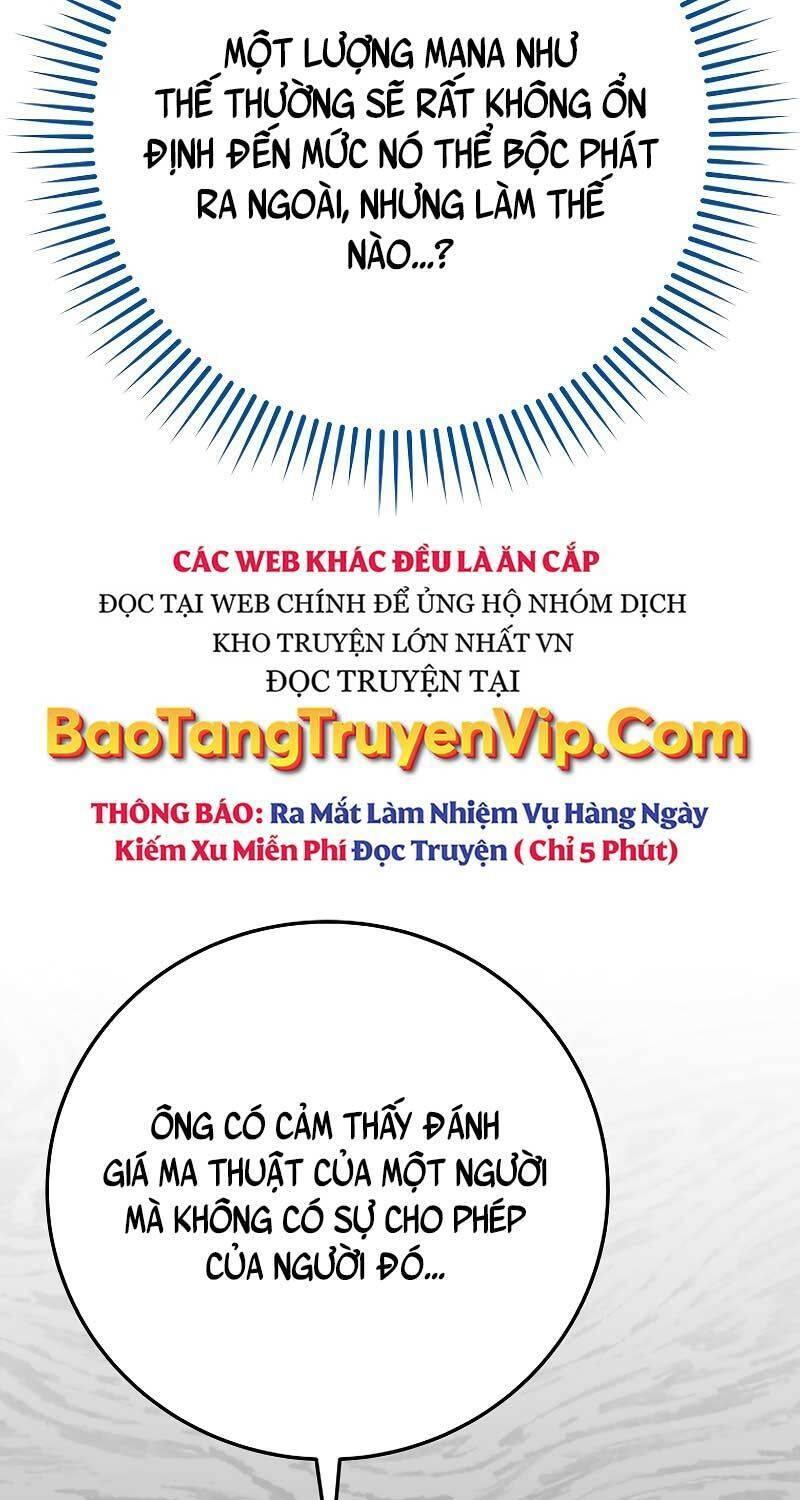 MỘT LƯỢNG MANA NHƯ
THẾ THƯỜNG SẼ RẤT KHÔNG ỔN
ĐỊNH ĐẾN MỨC NÓ THỂ BỘC PHÁT
RA NGOÀI, NHƯNG LÀM THẾ
NÀO...?
CÁC WEB KHÁC ĐỀU LÀ ĂN CẮP
ĐỌC TẠI WEB CHÍNH ĐỂ ỦNG HỘ NHÓM DỊCH
KHO TRUYỆN LỚN NHẤT VN
ĐỌC TRUYỆN TẠI
BaoTangTruyenVip.Com
THÔNG BÁO: Ra Mắt Làm Nhiệm Vụ Hàng Ngày
Kiếm Xu Miễn Phí Đọc Truyện ( Chỉ 5 Phút)
ÔNG CÓ CẢM THẤY ĐÁNH
GIÁ MA THUẬT CỦA MỘT NGƯỜI
MÀ KHÔNG CÓ SỰ CHO PHÉP
CỦA NGƯỜI ĐÓ...